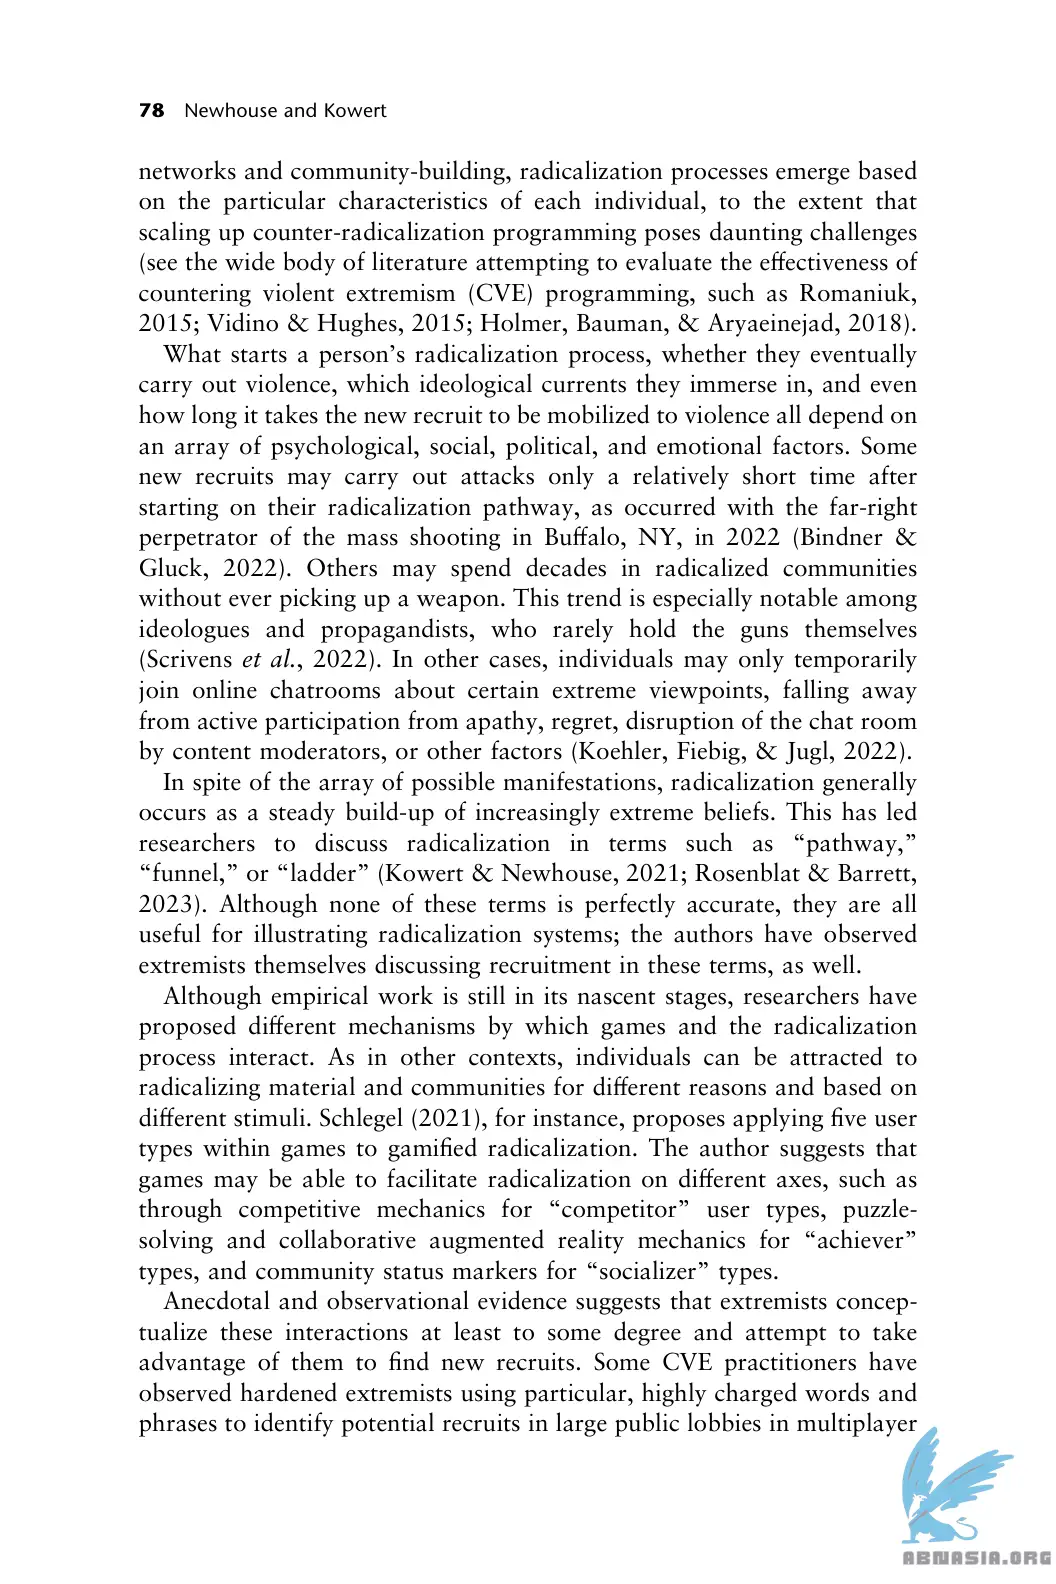 78 Newhouse and Kowert
networks and community-building, radicalization processes emerge based
on the particular characteristics of each individual, to the extent that
scaling up counter-radicalization programming poses daunting challenges
(see the wide body of literature attempting to evaluate the effectiveness of
countering violent extremism (CVE) programming, such as Romaniuk,
2015; Vidino & Hughes, 2015; Holmer, Bauman, & Aryaeinejad, 2018).
What starts a person’s radicalization process, whether they eventually
carry out violence, which ideological currents they immerse in, and even
how long it takes the new recruit to be mobilized to violence all depend on
an array of psychological, social, political, and emotional factors. Some
new recruits may carry out attacks only a relatively short time after
starting on their radicalization pathway, as occurred with the far-right
perpetrator of the mass shooting in Buffalo, NY, in 2022 (Bindner &
Gluck, 2022). Others may spend decades in radicalized communities
without ever picking up a weapon. This trend is especially notable among
ideologues and propagandists, who rarely hold the guns themselves
(Scrivens et al., 2022). In other cases, individuals may only temporarily
join online chatrooms about certain extreme viewpoints, falling away
from active participation from apathy, regret, disruption of the chat room
by content moderators, or other factors (Koehler, Fiebig, & Jugl, 2022).
In spite of the array of possible manifestations, radicalization generally
occurs as a steady build-up of increasingly extreme beliefs. This has led
researchers to discuss radicalization in terms such as “pathway,”
“funnel,” or “ladder” (Kowert & Newhouse, 2021; Rosenblat & Barrett,
2023). Although none of these terms is perfectly accurate, they are all
useful for illustrating radicalization systems; the authors have observed
extremists themselves discussing recruitment in these terms, as well.
Although empirical work is still in its nascent stages, researchers have
proposed different mechanisms by which games and the radicalization
process interact. As in other contexts, individuals can be attracted to
radicalizing material and communities for different reasons and based on
different stimuli. Schlegel (2021), for instance, proposes applying five user
types within games to gamified radicalization. The author suggests that
games may be able to facilitate radicalization on different axes, such as
through competitive mechanics for “competitor” user types, puzzle-
solving and collaborative augmented reality mechanics for “achiever”
types, and community status markers for “socializer” types.
Anecdotal and observational evidence suggests that extremists concep-
tualize these interactions at least to some degree and attempt to take
advantage of them to find new recruits. Some CVE practitioners have
observed hardened extremists using particular, highly charged words and
phrases to identify potential recruits in large public lobbies in multiplayer
ABNASIA.ORG